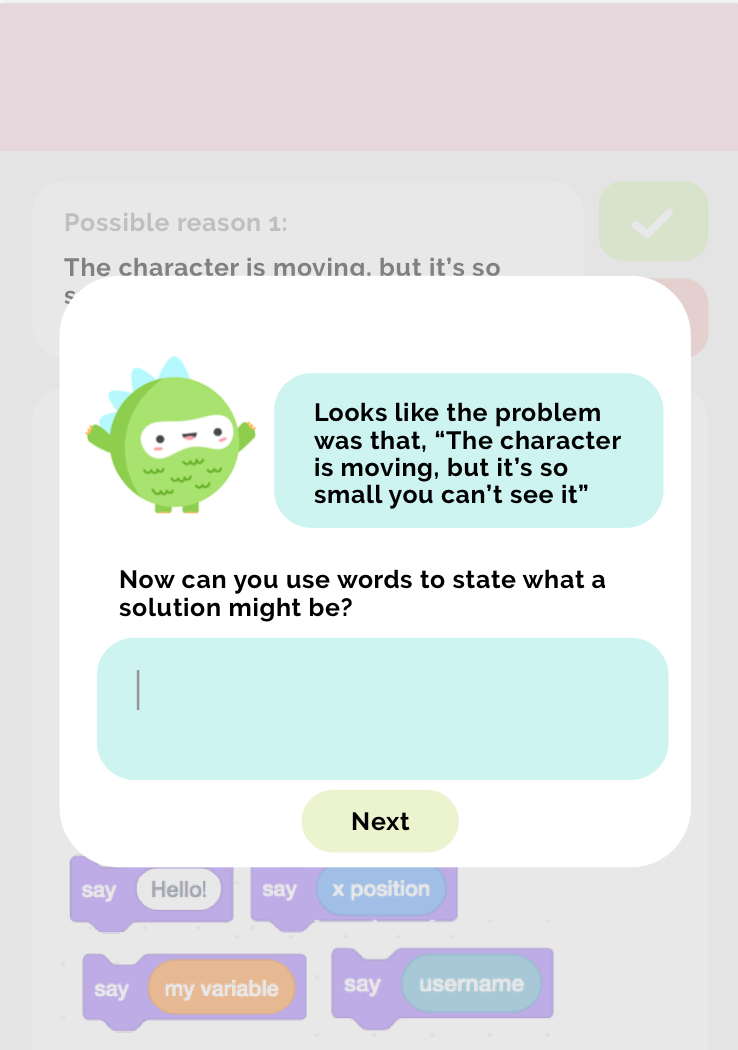 Possible reason 1:
The character is moving, but it's so
s
Looks like the problem
was that, “The character
is moving, but it’s so
small you can’t see it”
Now can you use words to state what a
solution might be?
Next
say Hello! say x position
say my variable say username